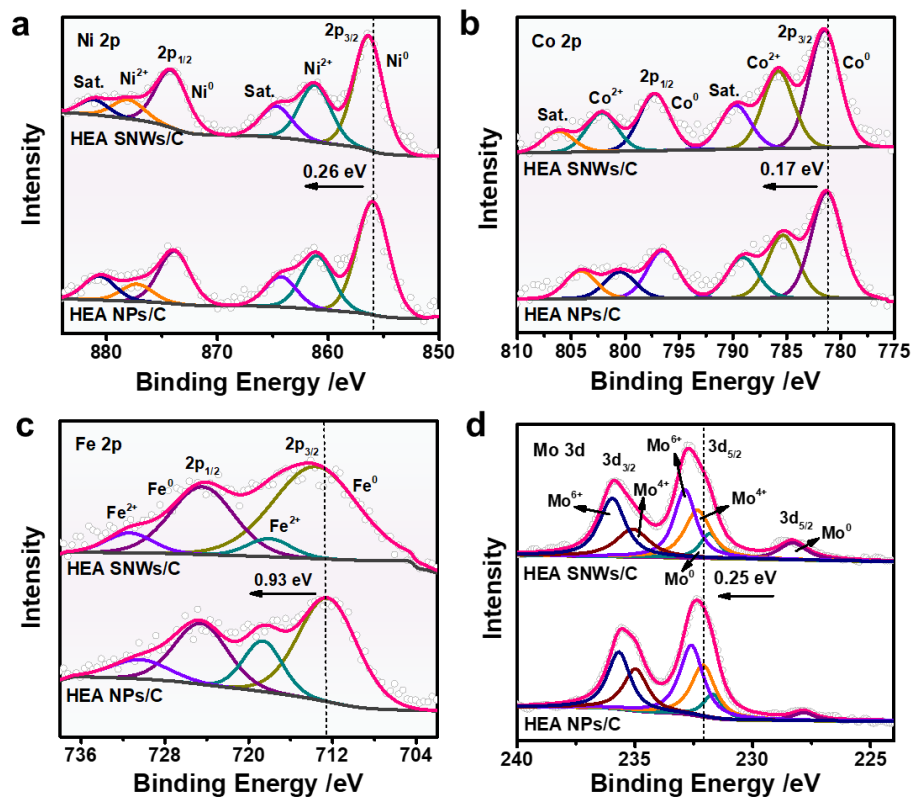 a
Ni 2p
2p₁/₂
2p₃/₂
Sat.
Ni²⁺
Ni⁰
Sat.
Ni²⁺
Ni⁰
HEA SNWs/C
0.26 eV
HEA NPs/C
Intensity
880 870 860 850
Binding Energy /eV
b
Co 2p
2p₃/₂
Sat.
Co²⁺
2p₁/₂
Co⁰
Sat.
Co²⁺
Co⁰
HEA SNWs/C
0.17 eV
HEA NPs/C
Intensity
810 805 800 795 790 785 780 775
Binding Energy /eV
c
Fe 2p
2p₁/₂
2p₃/₂
Fe²⁺
Fe⁰
Fe²⁺
Fe⁰
HEA SNWs/C
0.93 eV
HEA NPs/C
Intensity
736 728 720 712 704
Binding Energy /eV
d
Mo 3d
3d₃/₂
Mo⁶⁺
3d₅/₂
Mo⁶⁺
Mo⁴⁺
Mo⁴⁺
3d₅/₂
Mo⁰
Mo⁰
HEA SNWs/C
0.25 eV
HEA NPs/C
Intensity
240 235 230 225
Binding Energy /eV